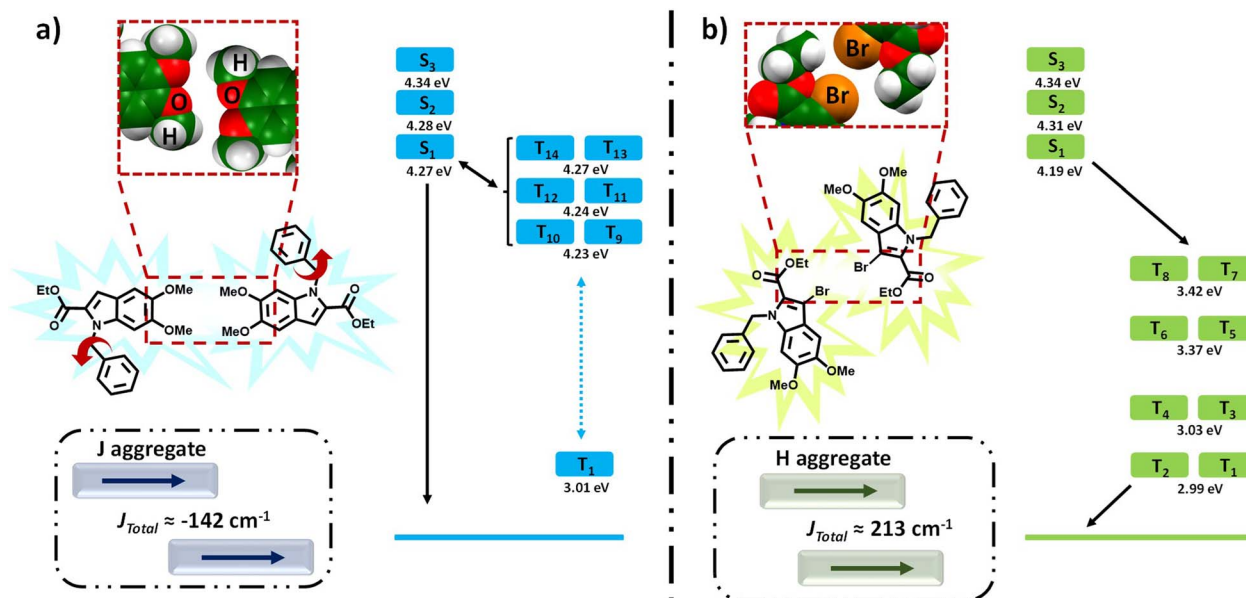 a)
H
O
O
H
S₃
4.34 eV
S₂
4.28 eV
S₁
4.27 eV
T₁₄ T₁₃
4.27 eV
T₁₂ T₁₁
4.24 eV
T₁₀ T₉
4.23 eV
T₁
3.01 eV
EtO
O
N
OMe
OMe
MeO
MeO
N
O
OEt
J aggregate
J_Total ≈ -142 cm⁻¹
b)
Br
Br
S₃
4.34 eV
S₂
4.31 eV
S₁
4.19 eV
T₈ T₇
3.42 eV
T₆ T₅
3.37 eV
T₄ T₃
3.03 eV
T₂ T₁
2.99 eV
OMe
MeO
N
Br
O
EtO
O
OEt
Br
N
MeO
OMe
H aggregate
J_Total ≈ 213 cm⁻¹